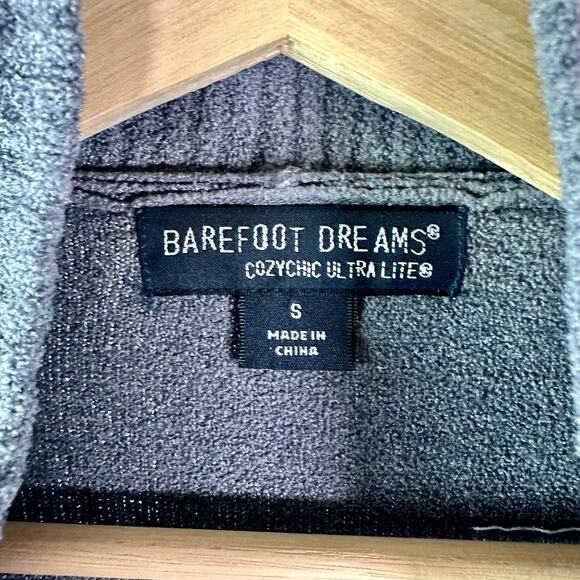 BAREFOOT DREAMS®
COZYCHIC ULTRA LITE®
S
MADE IN
CHINA